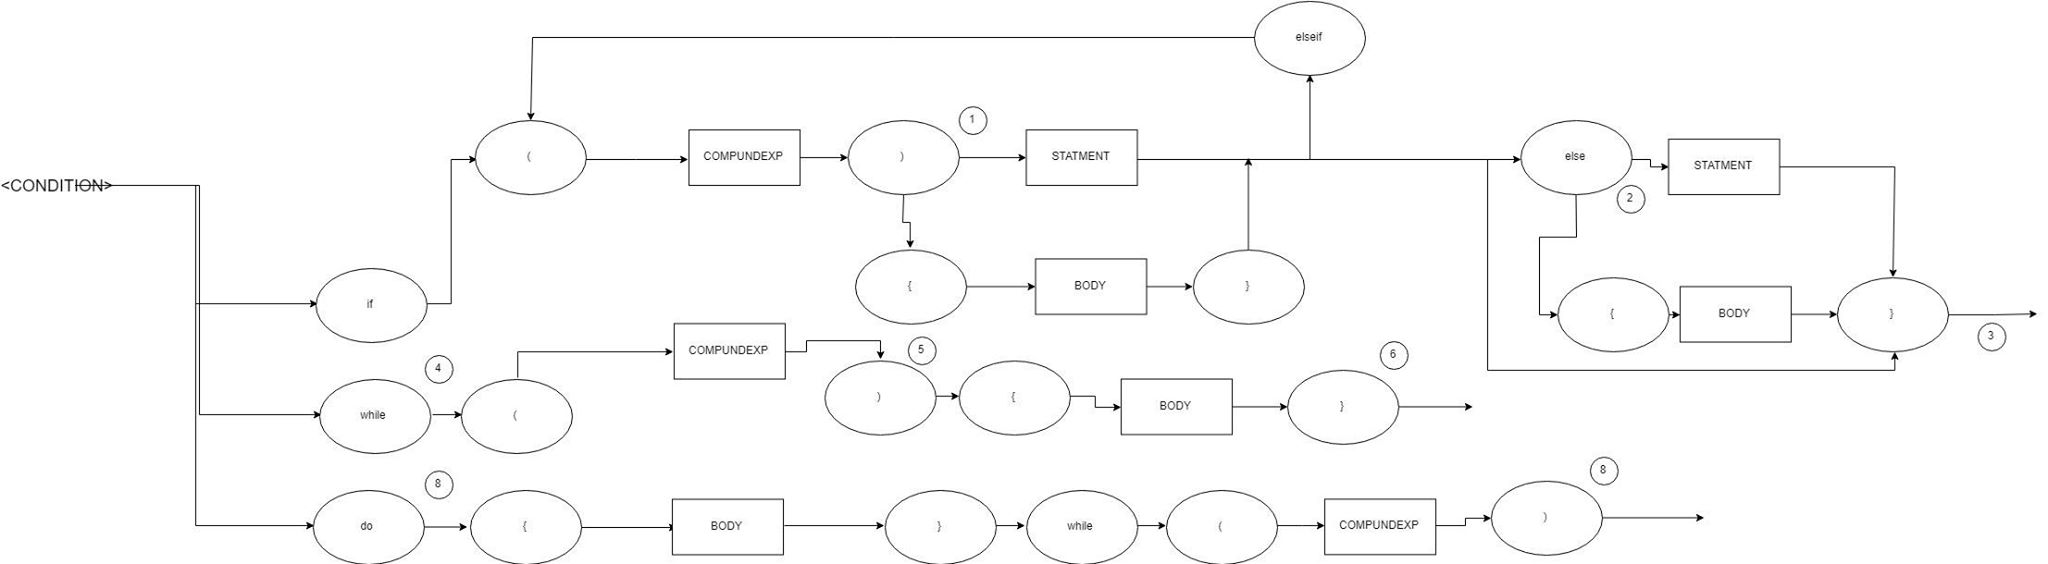 elseif
1
( COMPUNDEXP ) STATMENT else STATMENT
<CONDITION>
2
{ BODY } { BODY }
if
3
COMPUNDEXP 5 6
4
while ( ) { BODY }
8 8
do { BODY } while ( COMPUNDEXP )